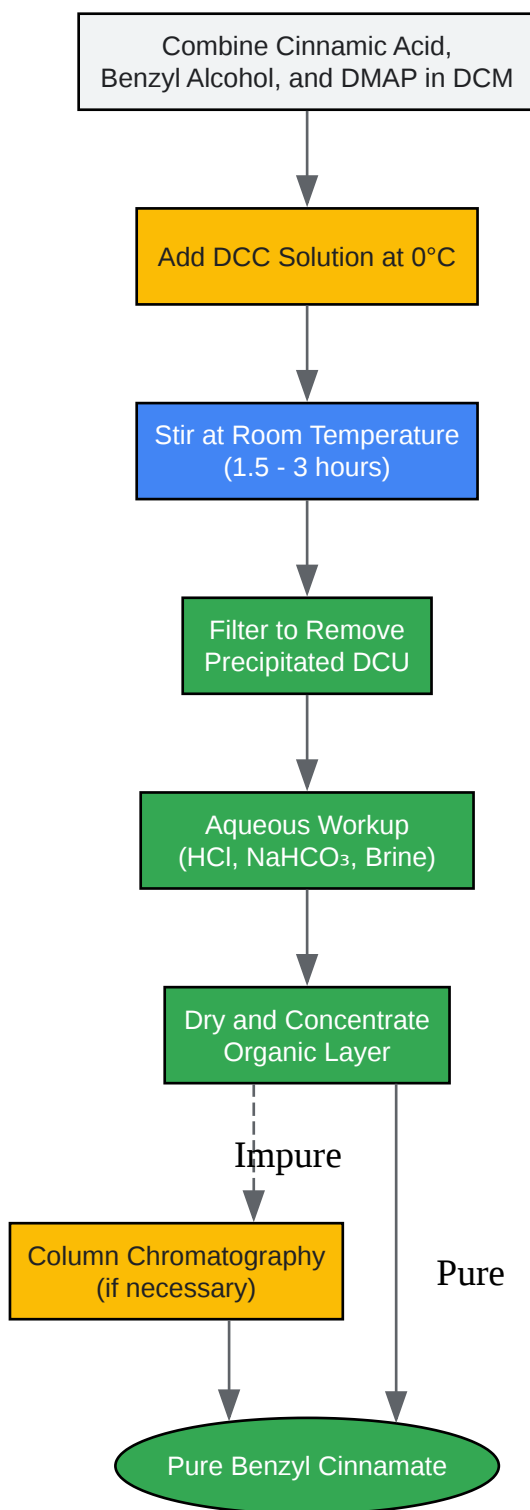 Combine Cinnamic Acid,
Benzyl Alcohol, and DMAP in DCM
Add DCC Solution at 0°C
Stir at Room Temperature
(1.5 - 3 hours)
Filter to Remove
Precipitated DCU
Aqueous Workup
(HCl, NaHCO₃, Brine)
Dry and Concentrate
Organic Layer
Impure
Column Chromatography
(if necessary)
Pure
Pure Benzyl Cinnamate